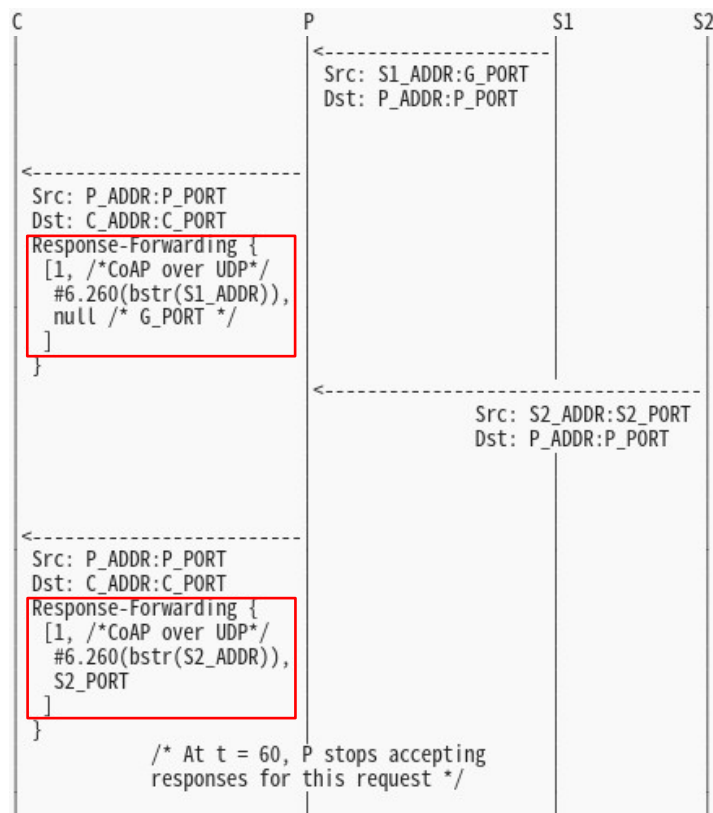 C P S1 S2
<----------------------
Src: S1_ADDR:G_PORT
Dst: P_ADDR:P_PORT
<-------------------------
Src: P_ADDR:P_PORT
Dst: C_ADDR:C_PORT
Response-Forwarding {
[1, /*CoAP over UDP*/
#6.260(bstr(S1_ADDR)),
null /* G_PORT */
]
}
<-----------------------------------
Src: S2_ADDR:S2_PORT
Dst: P_ADDR:P_PORT
<-------------------------
Src: P_ADDR:P_PORT
Dst: C_ADDR:C_PORT
Response-Forwarding {
[1, /*CoAP over UDP*/
#6.260(bstr(S2_ADDR)),
S2_PORT
]
}
/* At t = 60, P stops accepting
responses for this request */